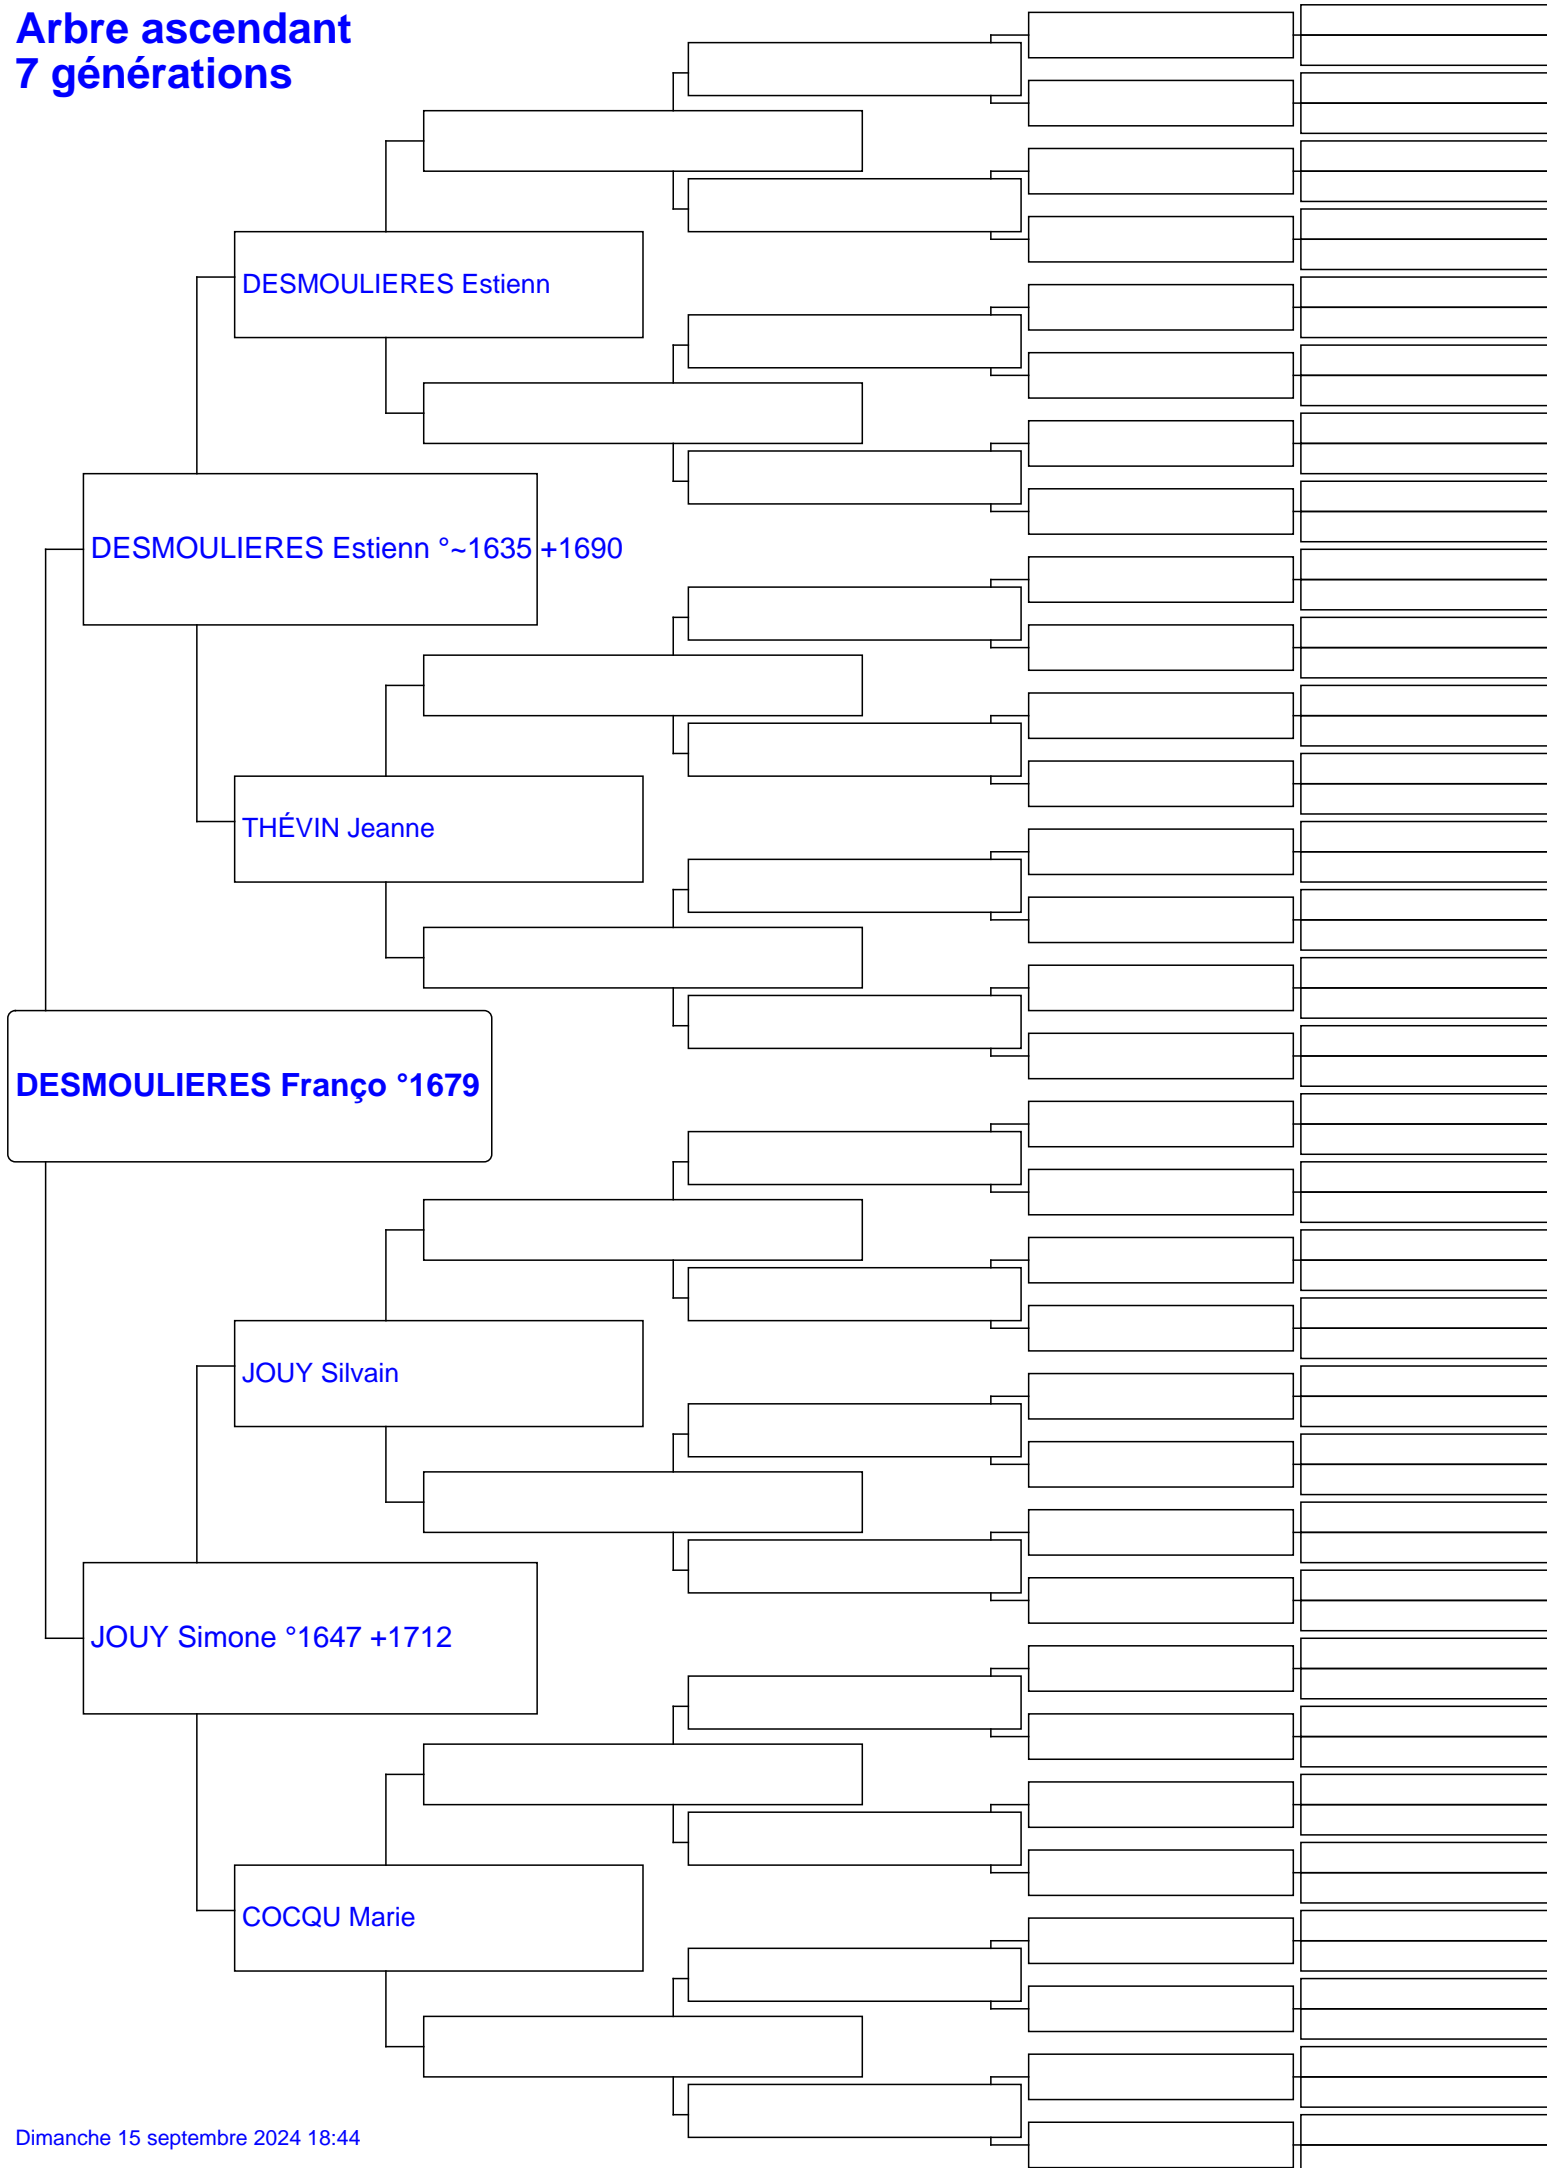 Arbre ascendant
7 générations
DESMOULIERES Estienn
DESMOULIERES Estienn °~1635 +1690
THÉVIN Jeanne
DESMOULIERES Franço °1679
JOUY Silvain
JOUY Simone °1647 +1712
COCQU Marie
Dimanche 15 septembre 2024 18:44